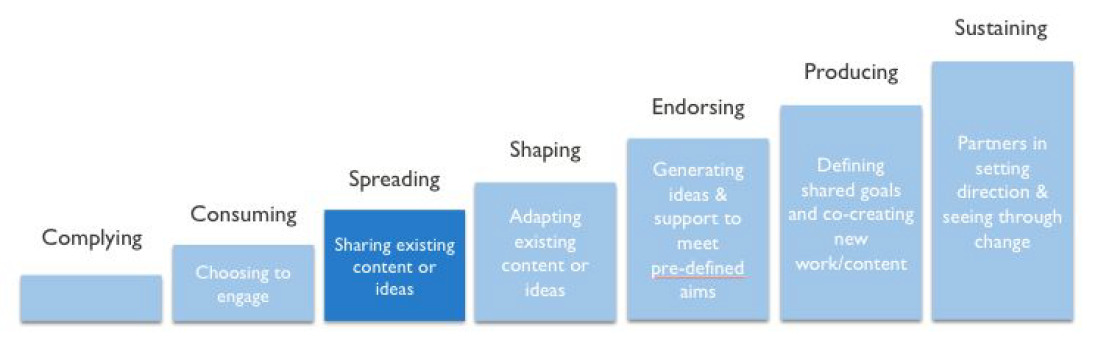 Complying
Consuming
Choosing to
engage
Spreading
Sharing existing
content or
ideas
Shaping
Adapting
existing
content or
ideas
Endorsing
Generating
ideas &
support to
meet
pre-defined
aims
Producing
Defining
shared goals
and co-creating
new
work/content
Sustaining
Partners in
setting
direction &
seeing through
change